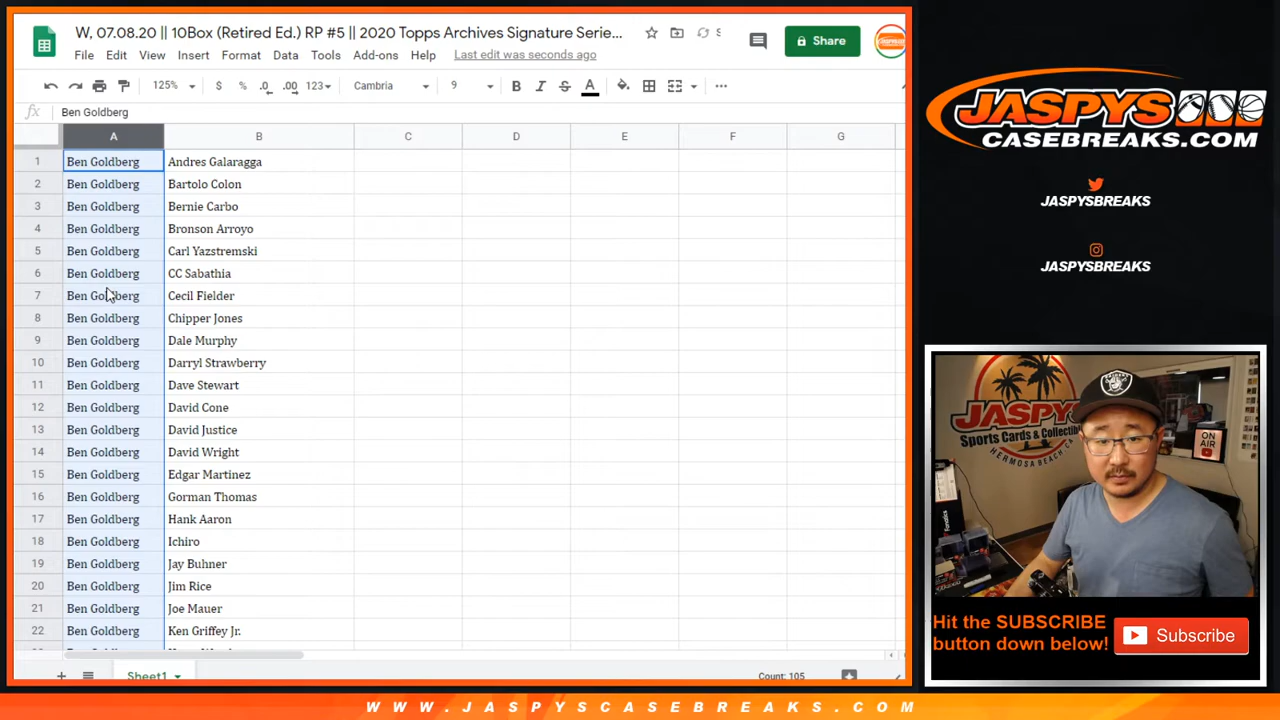 W, 07.08.20 || 10Box (Retired Ed.) RP #5 || 2020 Topps Archives Signature Serie...
File Edit View Insert Format Data Tools Add-ons Help Last edit was seconds ago
Share
125% $ % .0 .00 123 Cambria 9 B I S A
fx Ben Goldberg
A B C D E F G
1 Ben Goldberg Andres Galaragga
2 Ben Goldberg Bartolo Colon
3 Ben Goldberg Bernie Carbo
4 Ben Goldberg Bronson Arroyo
5 Ben Goldberg Carl Yazstremski
6 Ben Goldberg CC Sabathia
7 Ben Goldberg Cecil Fielder
8 Ben Goldberg Chipper Jones
9 Ben Goldberg Dale Murphy
10 Ben Goldberg Darryl Strawberry
11 Ben Goldberg Dave Stewart
12 Ben Goldberg David Cone
13 Ben Goldberg David Justice
14 Ben Goldberg David Wright
15 Ben Goldberg Edgar Martinez
16 Ben Goldberg Gorman Thomas
17 Ben Goldberg Hank Aaron
18 Ben Goldberg Ichiro
19 Ben Goldberg Jay Buhner
20 Ben Goldberg Jim Rice
21 Ben Goldberg Joe Mauer
22 Ben Goldberg Ken Griffey Jr.
Sheet1 Count: 105
JASPYS
CASEBREAKS.COM
JASPYSBREAKS
JASPYSBREAKS
JASPYS
Sports Cards & Collectib
HERMOSA BEACH CA
ON
AIR
RAIDERS
Fanatics
Hit the SUBSCRIBE
button down below!
Subscribe
WWW.JASPYSCASEBREAKS.COM